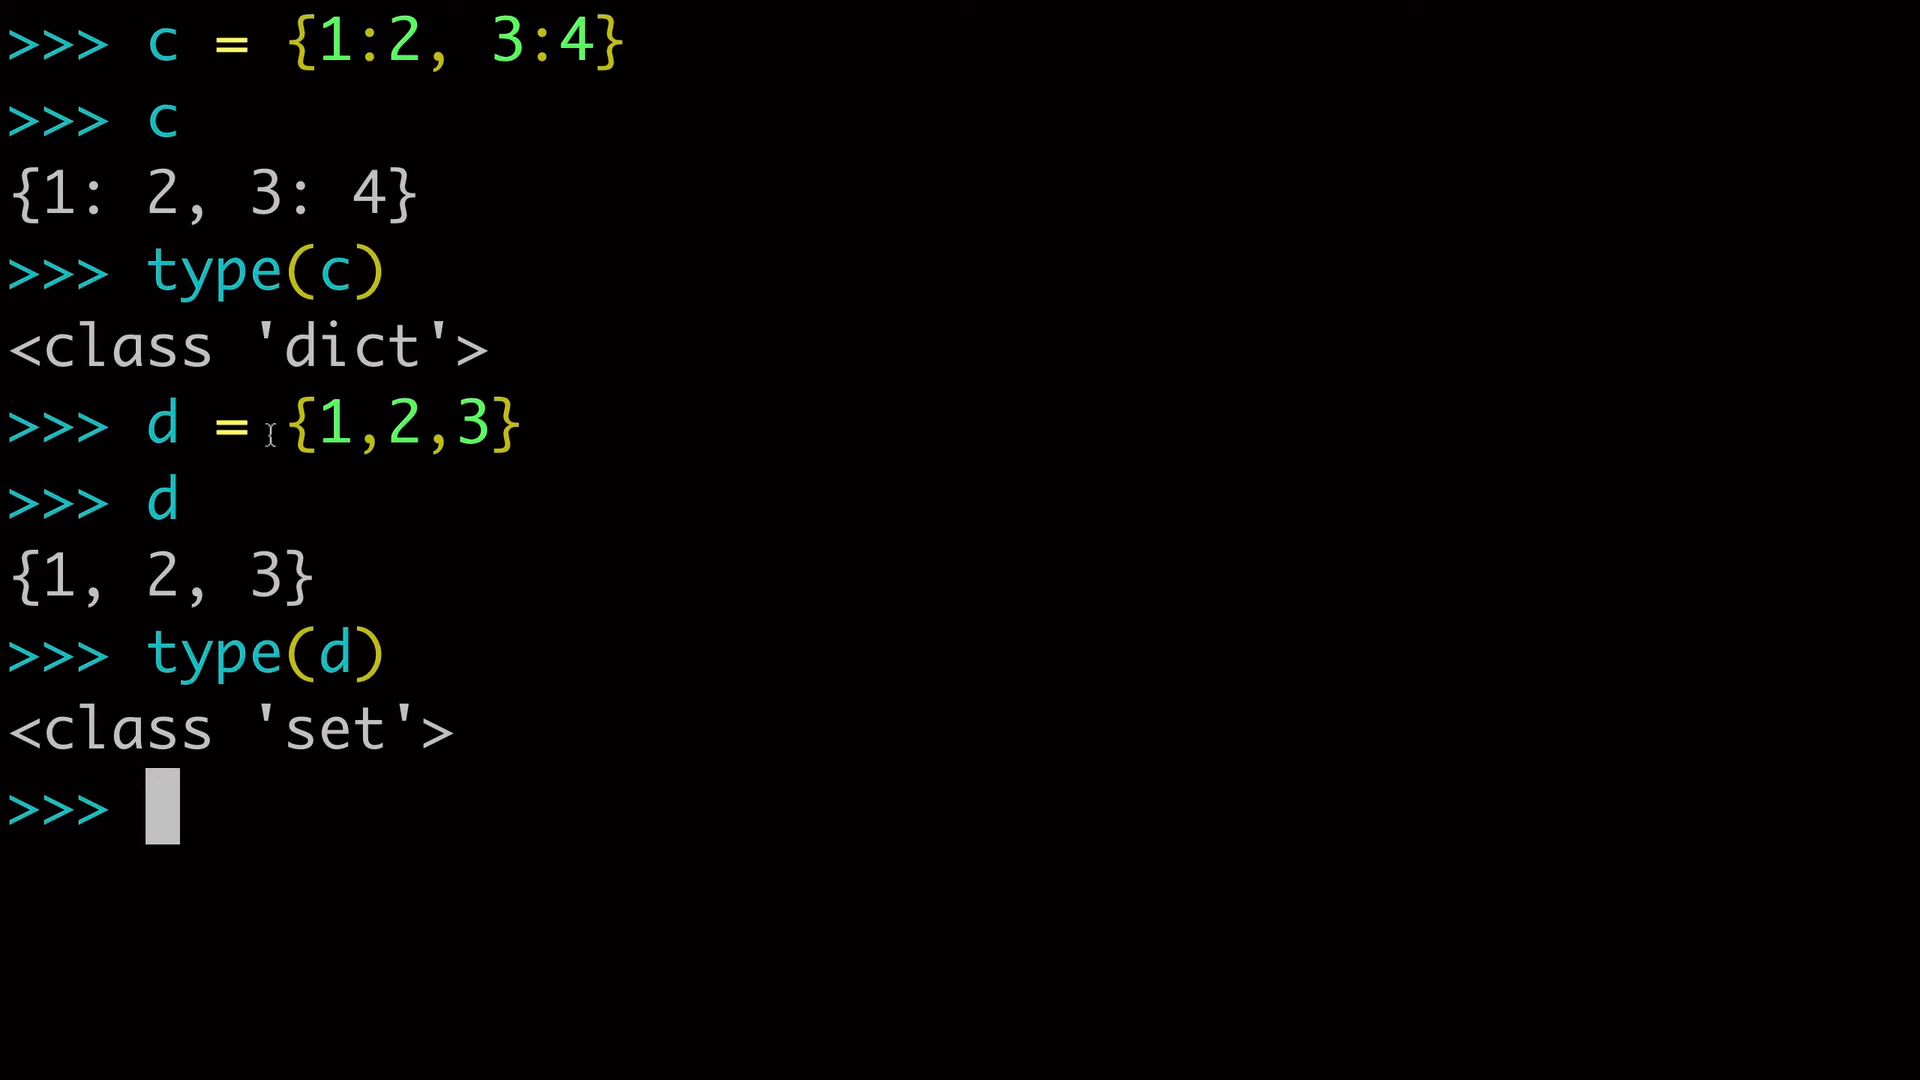 >>> c = {1:2, 3:4}
>>> c
{1: 2, 3: 4}
>>> type(c)
<class 'dict'>
>>> d = {1,2,3}
>>> d
{1, 2, 3}
>>> type(d)
<class 'set'>
>>>